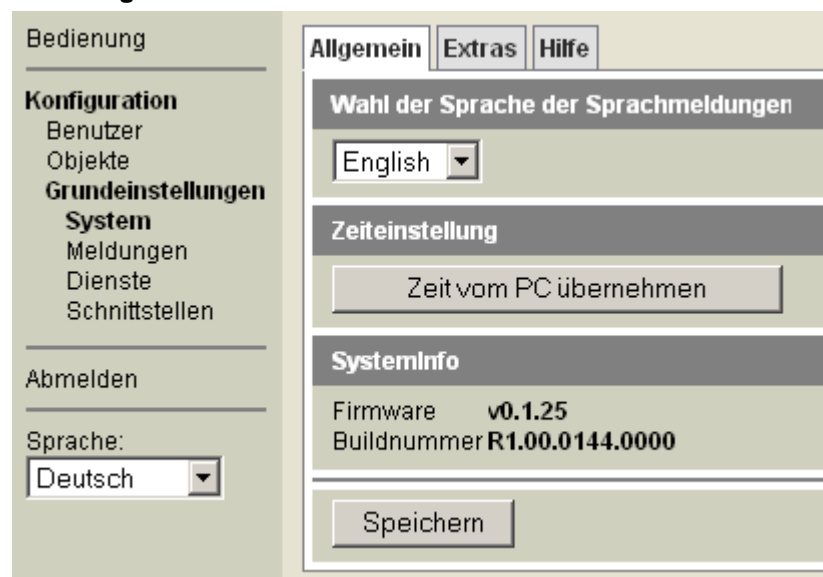 Bedienung
Konfiguration
Benutzer
Objekte
Grundeinstellungen
System
Meldungen
Dienste
Schnittstellen
Abmelden
Sprache:
Deutsch
Allgemein Extras Hilfe
Wahl der Sprache der Sprachmeldungen
English
Zeiteinstellung
Zeit vom PC übernehmen
SystemInfo
Firmware v0.1.25
Buildnummer R1.00.0144.0000
Speichern